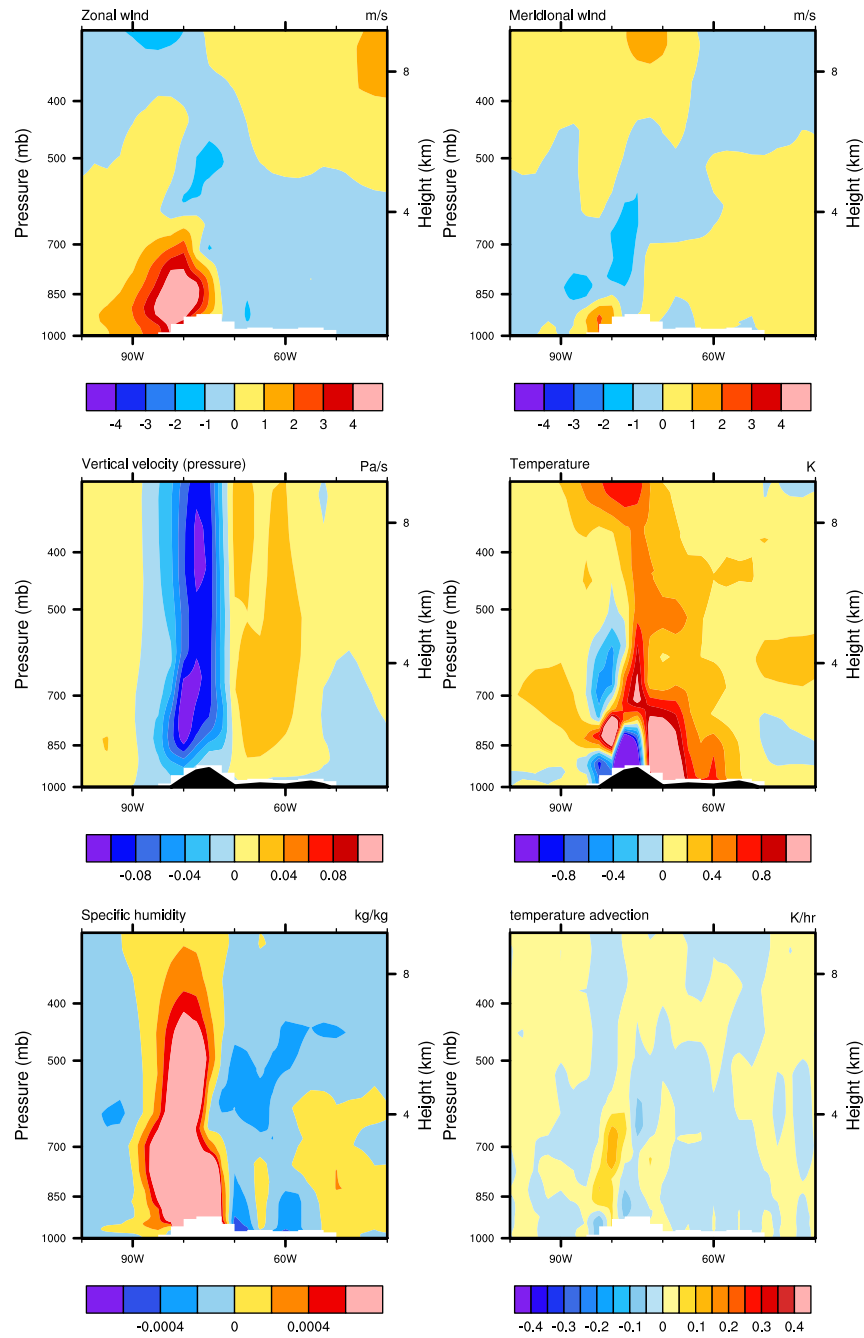 Zonal wind m/s
Pressure (mb)
400
500
700
850
1000
8
4
Height (km)
90W 60W
-4 -3 -2 -1 0 1 2 3 4
Meridional wind m/s
Pressure (mb)
400
500
700
850
1000
8
4
Height (km)
90W 60W
-4 -3 -2 -1 0 1 2 3 4
Vertical velocity (pressure) Pa/s
Pressure (mb)
400
500
700
850
1000
8
4
Height (km)
90W 60W
-0.08 -0.04 0 0.04 0.08
Temperature K
Pressure (mb)
400
500
700
850
1000
8
4
Height (km)
90W 60W
-0.8 -0.4 0 0.4 0.8
Specific humidity kg/kg
Pressure (mb)
400
500
700
850
1000
8
4
Height (km)
90W 60W
-0.0004 0 0.0004
temperature advection K/hr
Pressure (mb)
400
500
700
850
1000
8
4
Height (km)
90W 60W
-0.4 -0.3 -0.2 -0.1 0 0.1 0.2 0.3 0.4